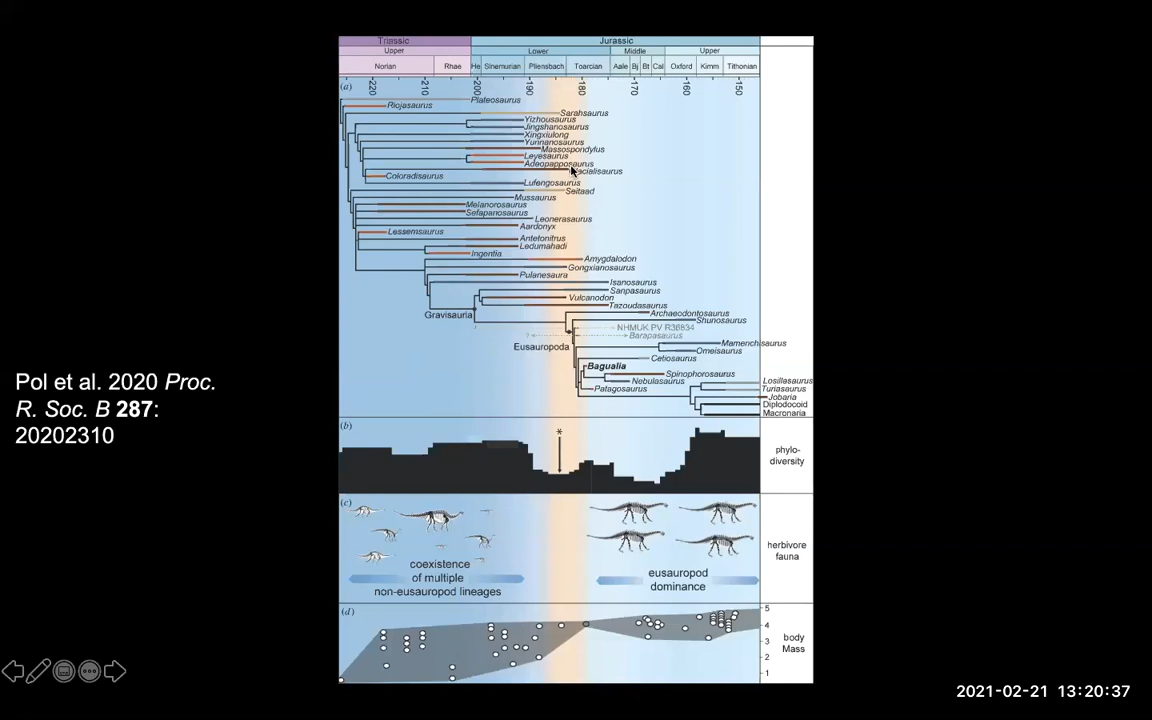 Triassic Jurassic
Upper Lower Middle Upper
Norian Rhae He Sinemurian Pliensbach Toarcian Aale Bj Bt Cal Oxford Kimm Tithonian
(a) 220 210 200 190 180 170 160 150
Plateosaurus
Riojasaurus
Sarahsaurus
Yizhousaurus
Jingshanosaurus
Xingxiulong
Yunnanosaurus
Massospondylus
Leyesaurus
Adeopapposaurus
Coloradisaurus
Lufengosaurus
Seitaad
Mussaurus
Melanorosaurus
Sefapanosaurus
Leonerasaurus
Aardonyx
Lessemsaurus
Antetonitrus
Ledumahadi
Ingentia
Amygdalodon
Gongxianosaurus
Pulanesaura
Isanosaurus
Sanpasaurus
Vulcanodon
Tazoudasaurus
Gravisauria
Archaeodontosaurus
Shunosaurus
NHMUK PV R36834
? Barapasaurus
Eusauropoda
Mamenchisaurus
Omeisaurus
Cetiosaurus
Bagualia
Spinophorosaurus
Nebulasaurus
Patagosaurus
Losillasaurus
Turiasaurus
Jobaria
Diplodocoid
Macronaria
Pol et al. 2020 Proc.
R. Soc. B 287:
20202310
(b)
*
phylo-
diversity
(c)
coexistence
of multiple
non-eusauropod lineages
eusauropod
dominance
herbivore
fauna
(d)
5
4
3
2
1
body
Mass
2021-02-21 13:20:37